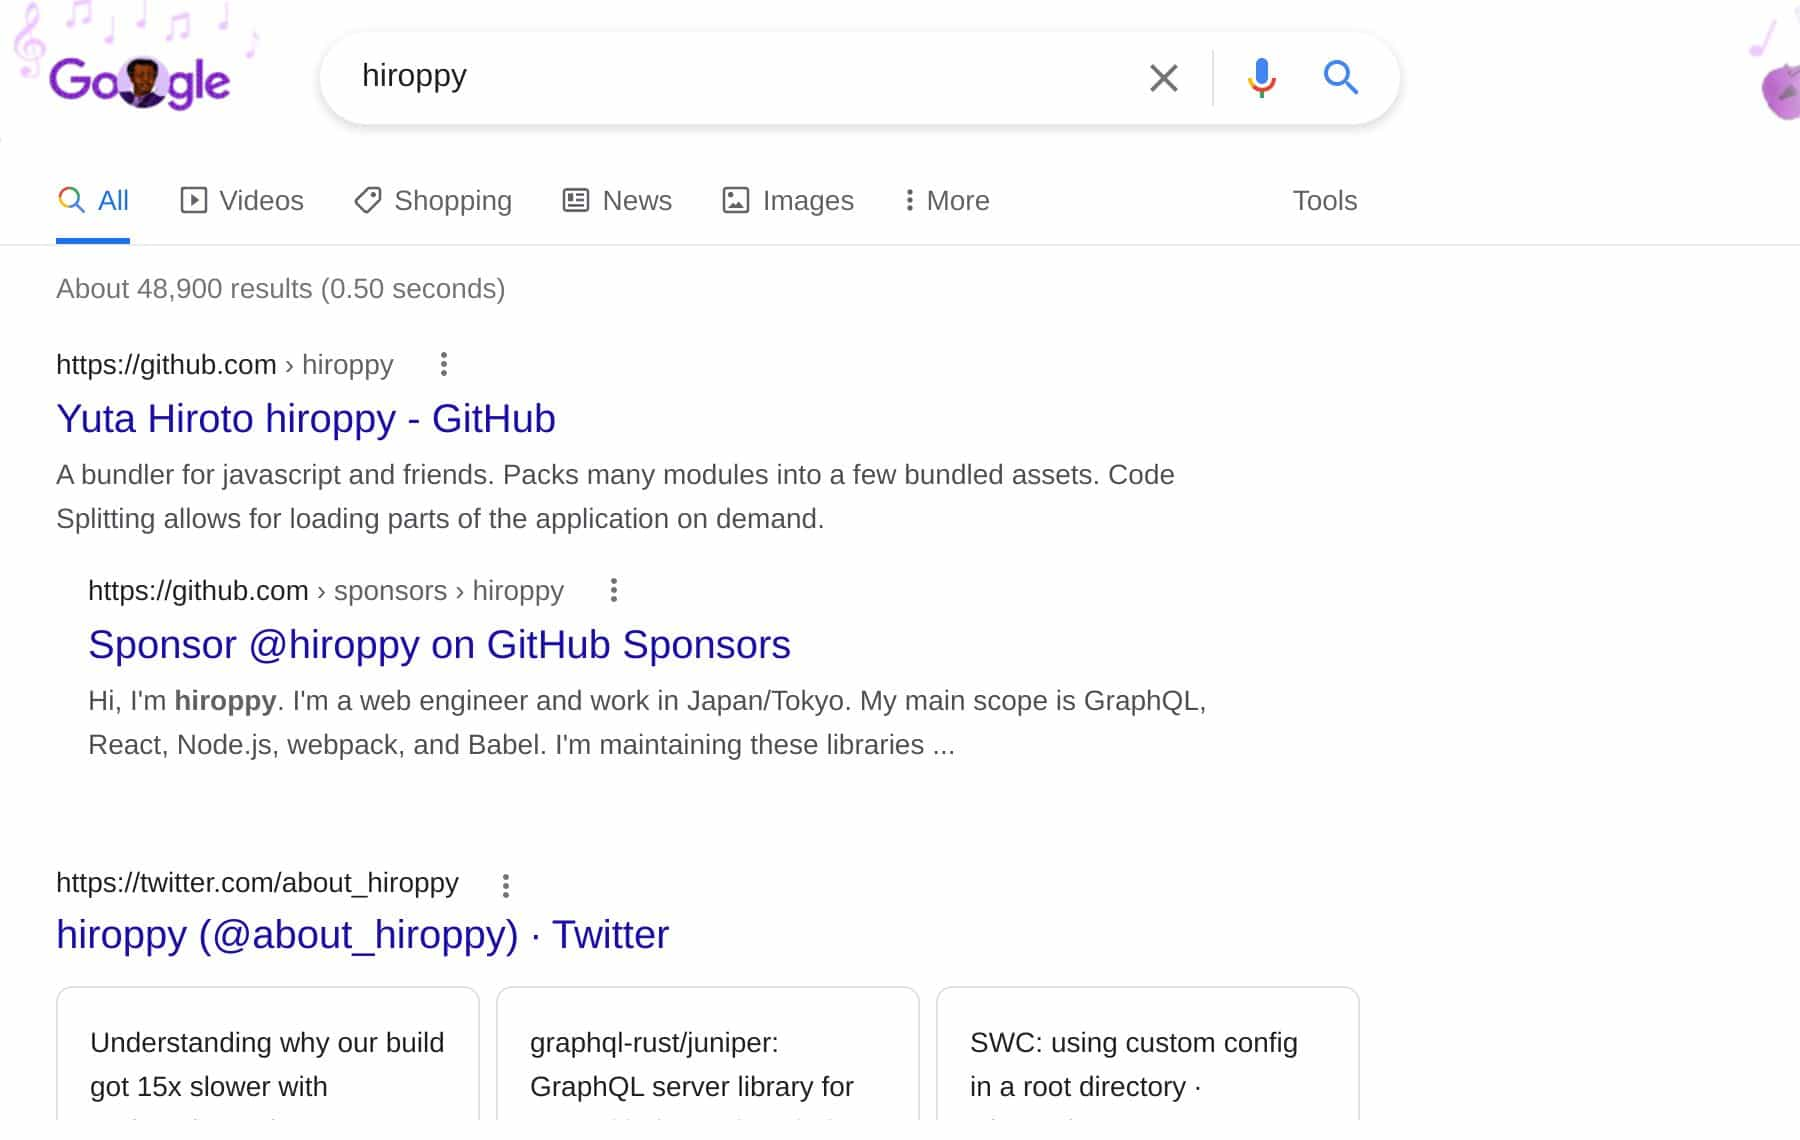 Google
hiroppy
All
Videos
Shopping
News
Images
More
Tools
About 48,900 results (0.50 seconds)
https://github.com › hiroppy
Yuta Hiroto hiroppy - GitHub
A bundler for javascript and friends. Packs many modules into a few bundled assets. Code
Splitting allows for loading parts of the application on demand.
https://github.com › sponsors › hiroppy
Sponsor @hiroppy on GitHub Sponsors
Hi, I'm hiroppy. I'm a web engineer and work in Japan/Tokyo. My main scope is GraphQL,
React, Node.js, webpack, and Babel. I'm maintaining these libraries ...
https://twitter.com/about_hiroppy
hiroppy (@about_hiroppy) · Twitter
Understanding why our build
got 15x slower with
graphql-rust/juniper:
GraphQL server library for
SWC: using custom config
in a root directory ·